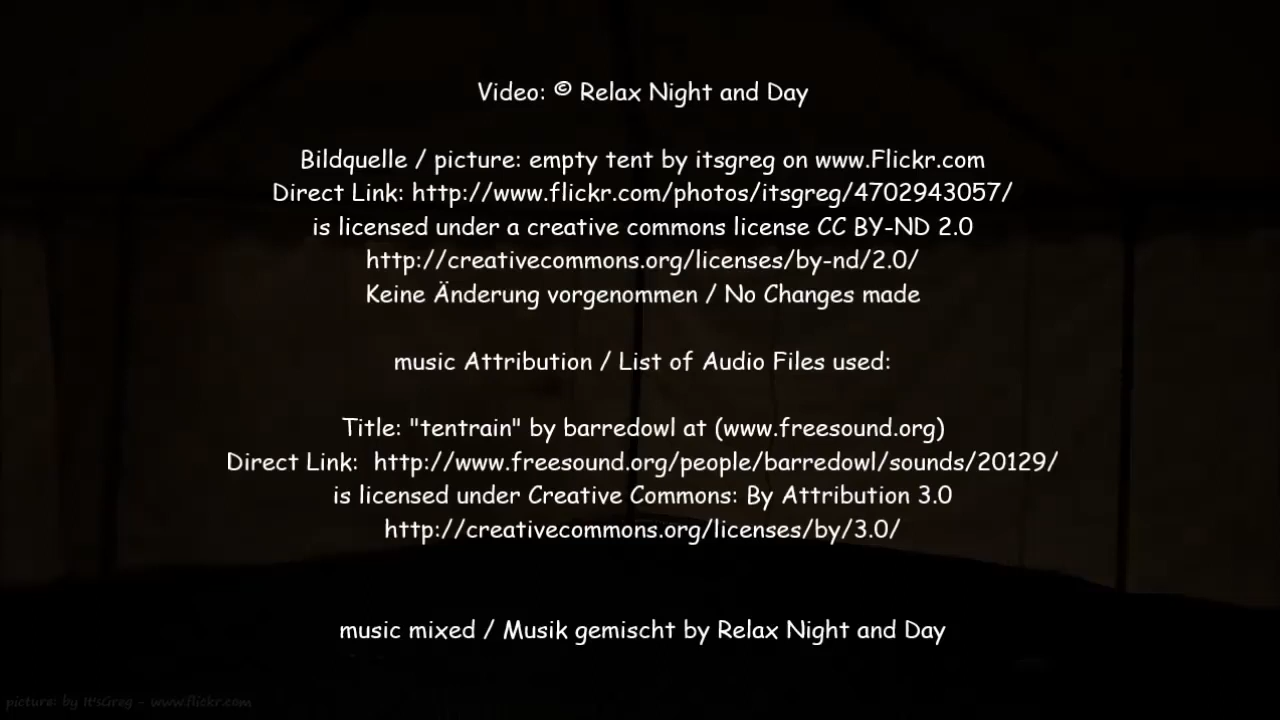 Video: © Relax Night and Day
Bildquelle / picture: empty tent by itsgreg on www.Flickr.com
Direct Link: http://www.flickr.com/photos/itsgreg/4702943057/
is licensed under a creative commons license CC BY-ND 2.0
http://creativecommons.org/licenses/by-nd/2.0/
Keine Änderung vorgenommen / No Changes made
music Attribution / List of Audio Files used:
Title: "tentrain" by barredowl at (www.freesound.org)
Direct Link:  http://www.freesound.org/people/barredowl/sounds/20129/
is licensed under Creative Commons: By Attribution 3.0
http://creativecommons.org/licenses/by/3.0/
music mixed / Musik gemischt by Relax Night and Day
picture: by It'sGreg - www.flickr.com